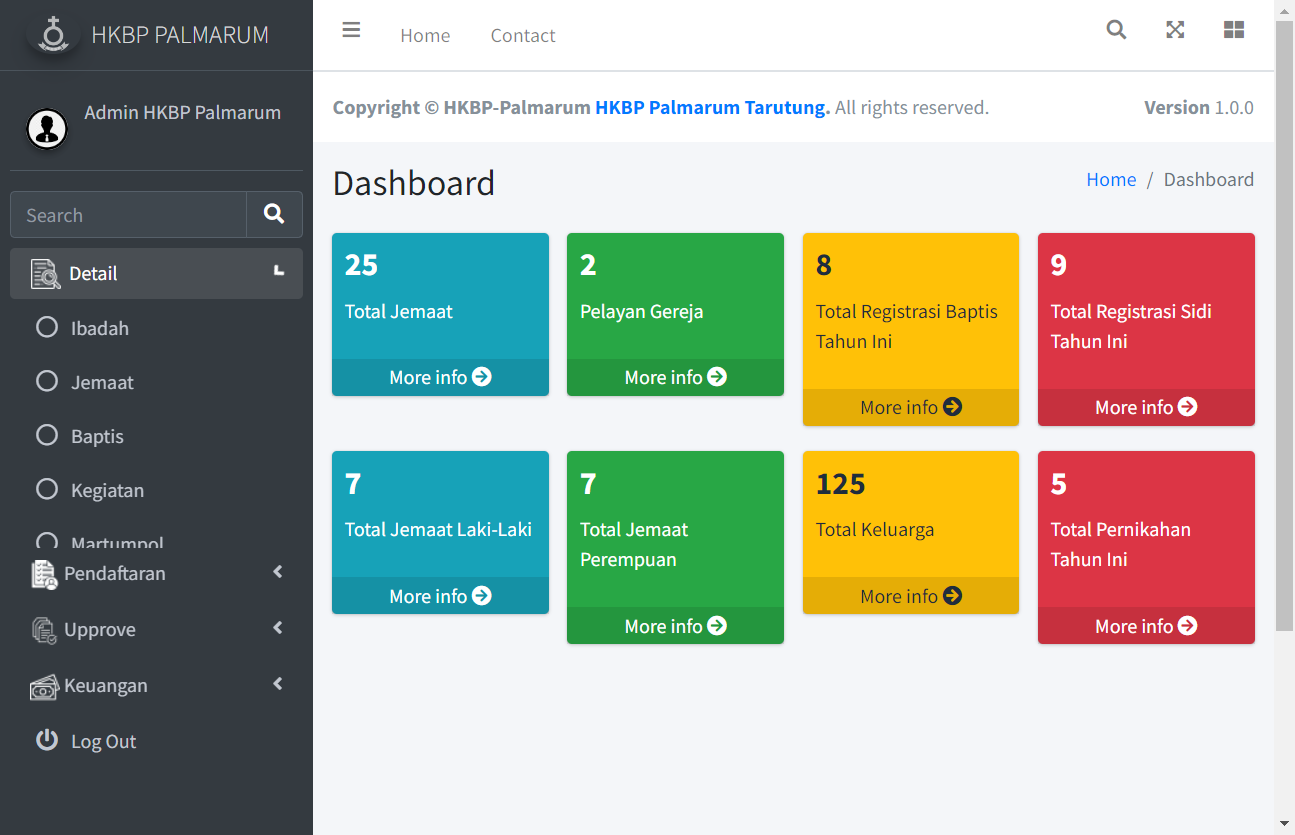 HKBP PALMARUM
Home
Contact
Admin HKBP Palmarum
Search
Detail
Ibadah
Jemaat
Baptis
Kegiatan
Martumpol
Pendaftaran
Upprove
Keuangan
Log Out
Copyright © HKBP-Palmarum HKBP Palmarum Tarutung. All rights reserved.
Version 1.0.0
Dashboard
Home / Dashboard
25
Total Jemaat
More info
2
Pelayan Gereja
More info
8
Total Registrasi Baptis
Tahun Ini
More info
9
Total Registrasi Sidi
Tahun Ini
More info
7
Total Jemaat Laki-Laki
More info
7
Total Jemaat
Perempuan
More info
125
Total Keluarga
More info
5
Total Pernikahan
Tahun Ini
More info